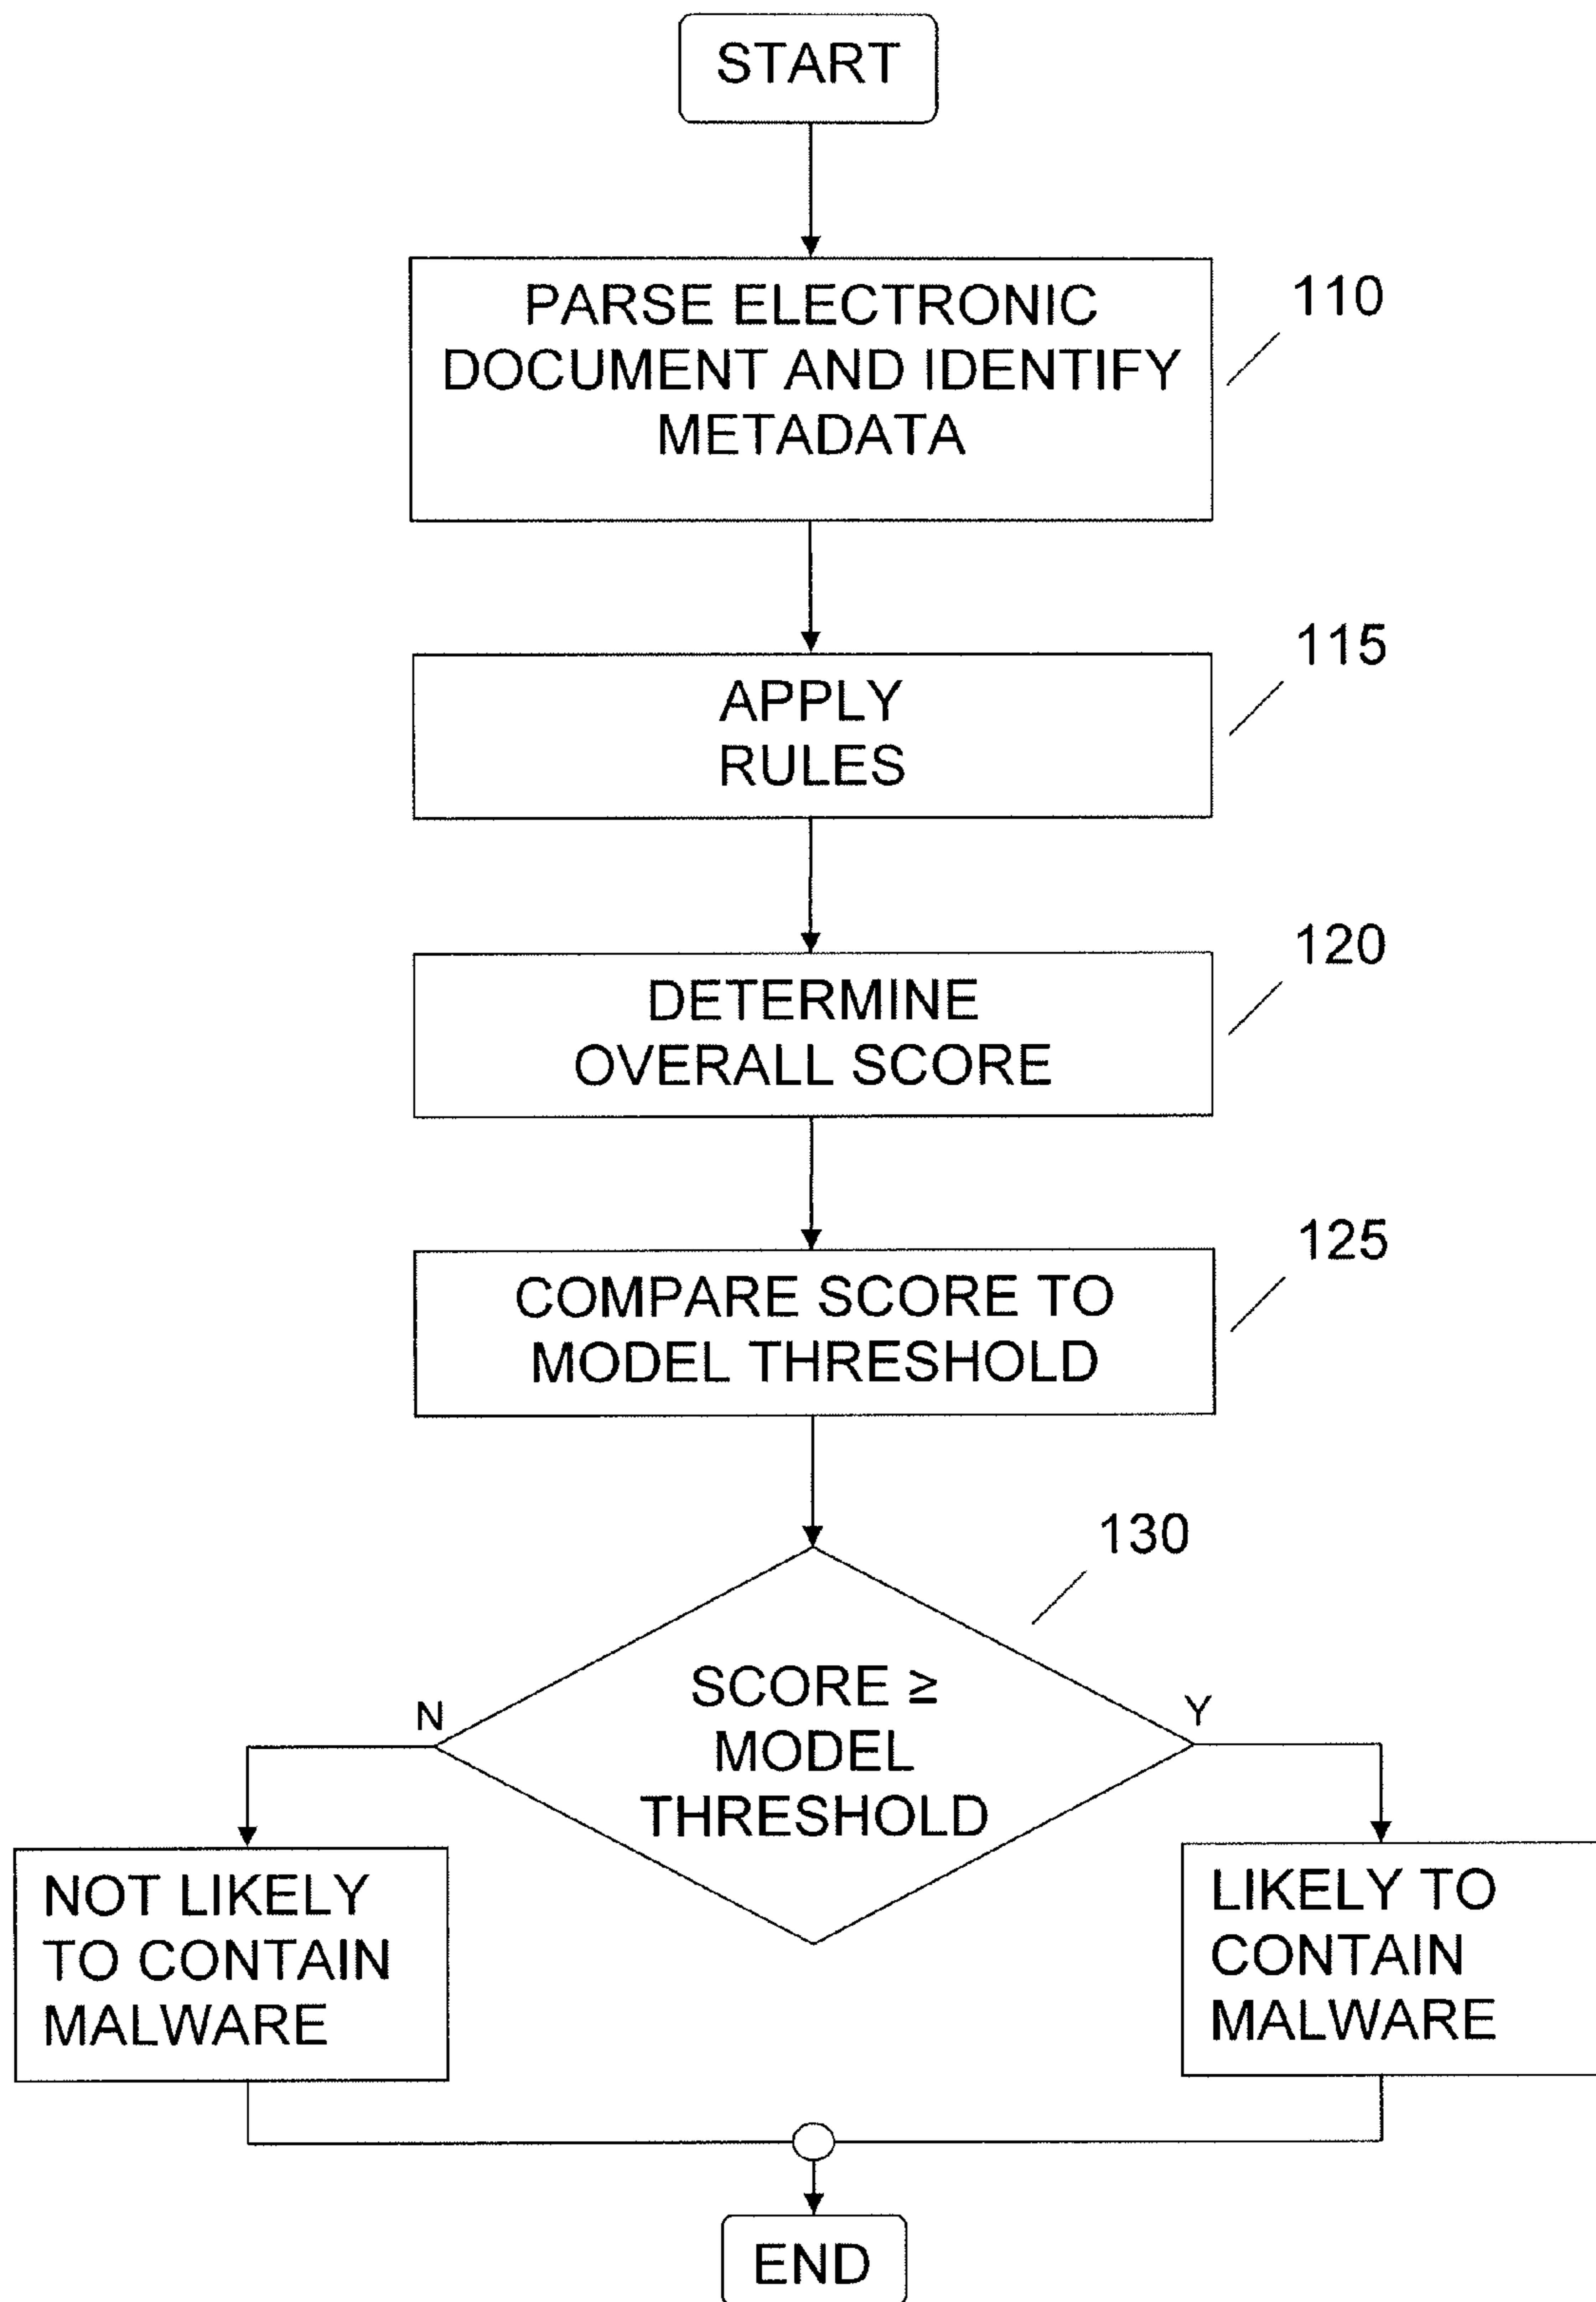 START
PARSE ELECTRONIC
DOCUMENT AND IDENTIFY
METADATA
110
APPLY
RULES
115
DETERMINE
OVERALL SCORE
120
COMPARE SCORE TO
MODEL THRESHOLD
125
130
SCORE ≥
MODEL
THRESHOLD
N
Y
NOT LIKELY
TO CONTAIN
MALWARE
LIKELY TO
CONTAIN
MALWARE
END